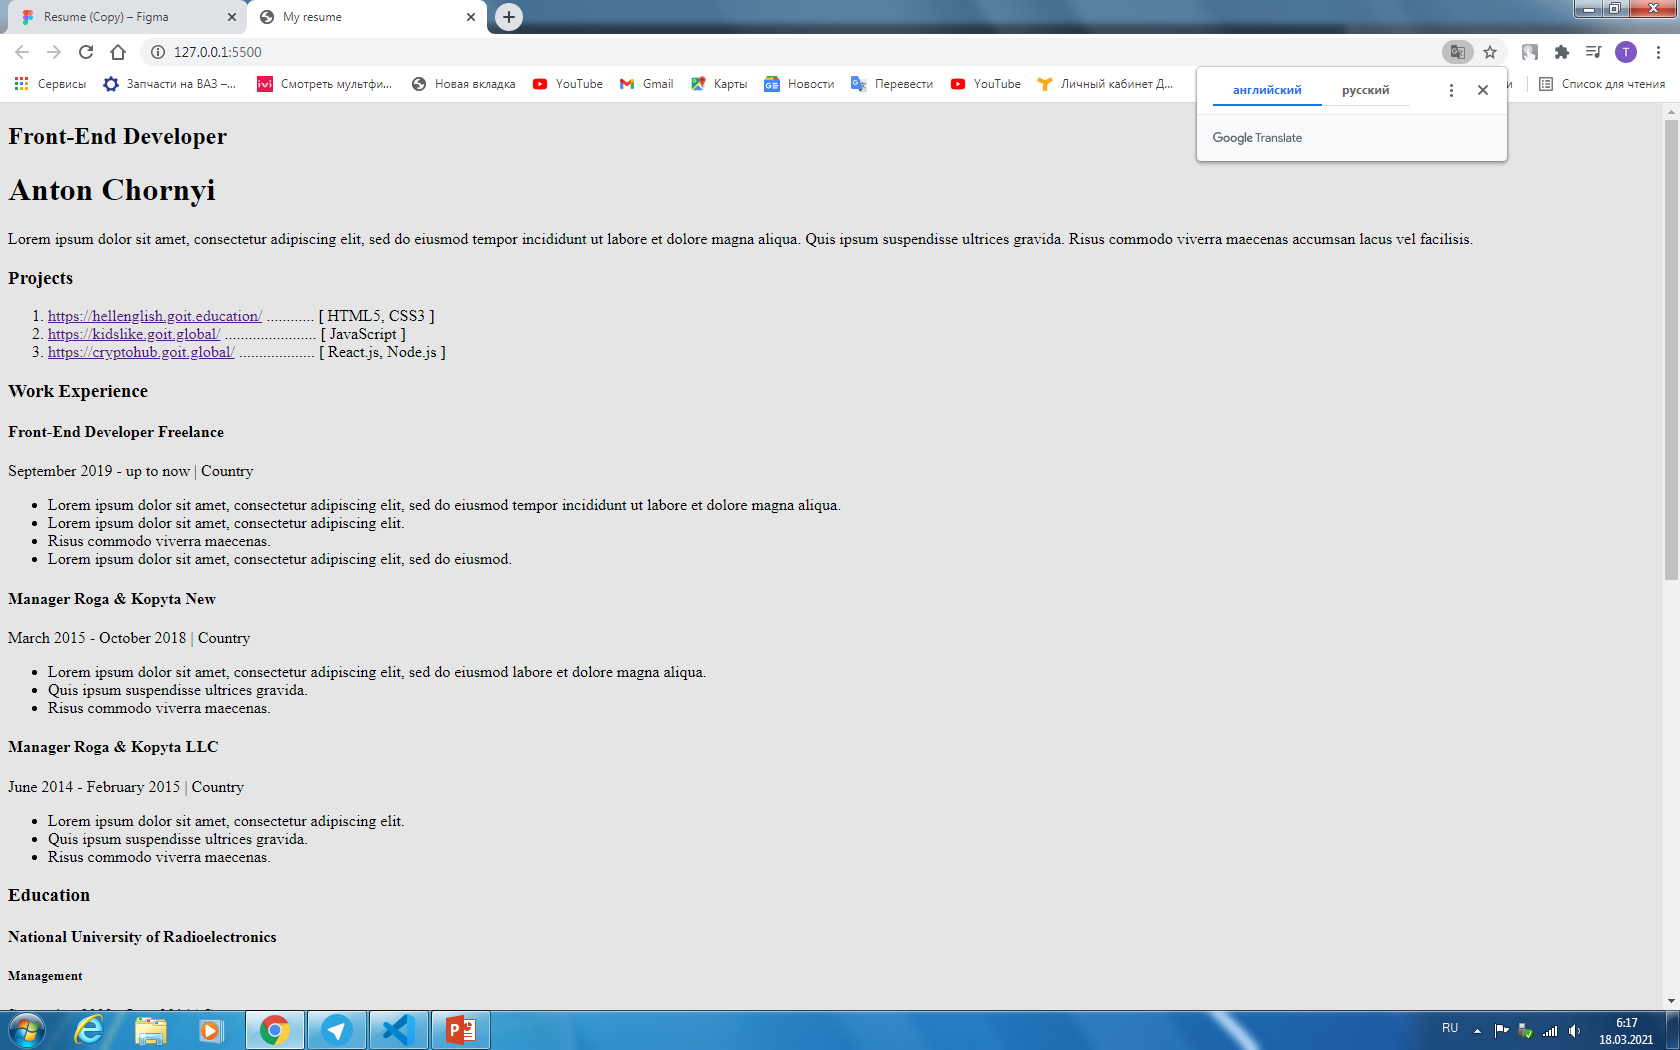 Resume (Copy) – Figma
My resume
127.0.0.1:5500
T
Сервисы
Запчасти на ВАЗ –...
Смотреть мультфи...
Новая вкладка
YouTube
Gmail
Карты
Новости
Перевести
YouTube
Личный кабинет Д...
Список для чтения
английский
русский
Google Translate
Front-End Developer
Anton Chornyi
Lorem ipsum dolor sit amet, consectetur adipiscing elit, sed do eiusmod tempor incididunt ut labore et dolore magna aliqua. Quis ipsum suspendisse ultrices gravida. Risus commodo viverra maecenas accumsan lacus vel facilisis.
Projects
1. https://hellenglish.goit.education/ ............ [ HTML5, CSS3 ]
2. https://kidslike.goit.global/ ....................... [ JavaScript ]
3. https://cryptohub.goit.global/ ................... [ React.js, Node.js ]
Work Experience
Front-End Developer Freelance
September 2019 - up to now | Country
• Lorem ipsum dolor sit amet, consectetur adipiscing elit, sed do eiusmod tempor incididunt ut labore et dolore magna aliqua.
• Lorem ipsum dolor sit amet, consectetur adipiscing elit.
• Risus commodo viverra maecenas.
• Lorem ipsum dolor sit amet, consectetur adipiscing elit, sed do eiusmod.
Manager Roga & Kopyta New
March 2015 - October 2018 | Country
• Lorem ipsum dolor sit amet, consectetur adipiscing elit, sed do eiusmod labore et dolore magna aliqua.
• Quis ipsum suspendisse ultrices gravida.
• Risus commodo viverra maecenas.
Manager Roga & Kopyta LLC
June 2014 - February 2015 | Country
• Lorem ipsum dolor sit amet, consectetur adipiscing elit.
• Quis ipsum suspendisse ultrices gravida.
• Risus commodo viverra maecenas.
Education
National University of Radioelectronics
Management
RU
6:17
18.03.2021